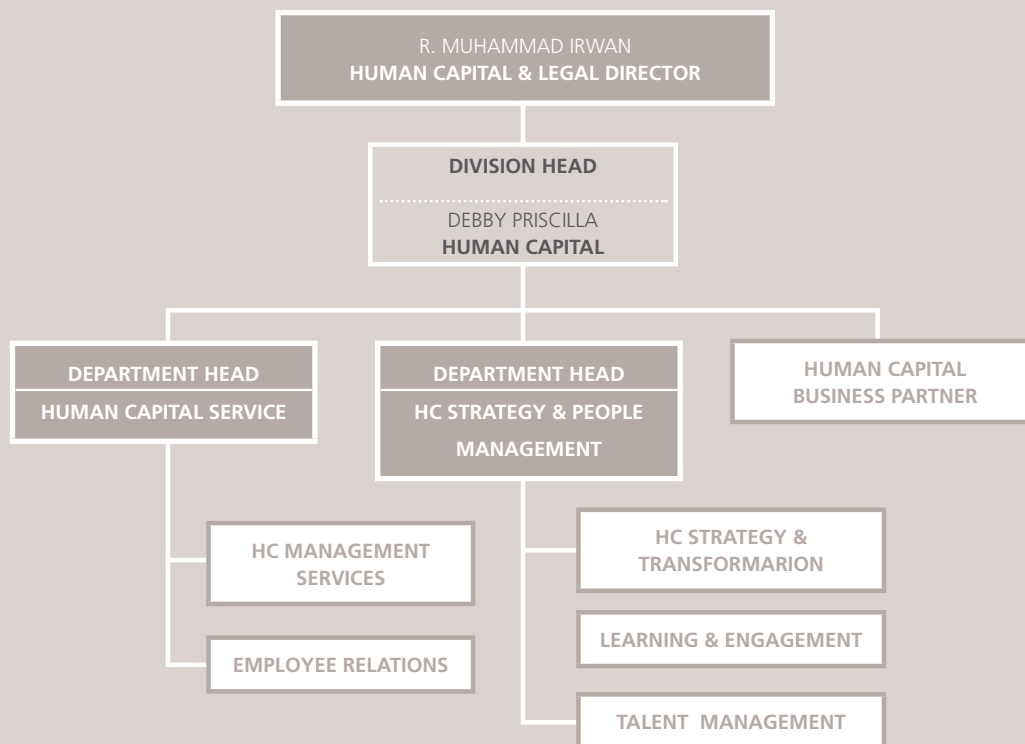 R. MUHAMMAD IRWAN
HUMAN CAPITAL & LEGAL DIRECTOR
DIVISION HEAD
DEBBY PRISCILLA
HUMAN CAPITAL
DEPARTMENT HEAD
HUMAN CAPITAL SERVICE
HC MANAGEMENT
SERVICES
EMPLOYEE RELATIONS
DEPARTMENT HEAD
HC STRATEGY & PEOPLE
MANAGEMENT
HC STRATEGY &
TRANSFORMARION
LEARNING & ENGAGEMENT
TALENT MANAGEMENT
HUMAN CAPITAL
BUSINESS PARTNER